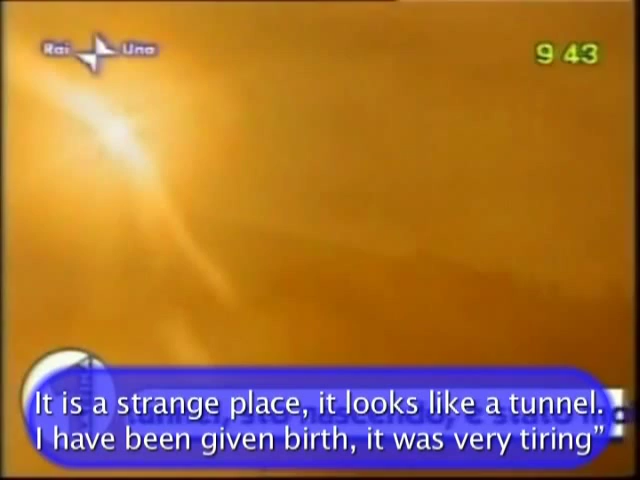 Rai Uno
9 43
It is a strange place, it looks like a tunnel.
I have been given birth, it was very tiring”